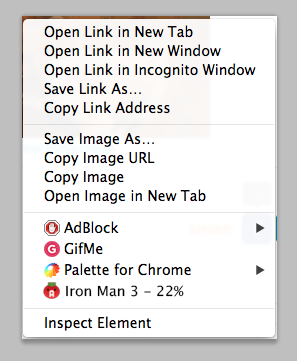 Open Link in New Tab
Open Link in New Window
Open Link in Incognito Window
Save Link As…
Copy Link Address
Save Image As…
Copy Image URL
Copy Image
Open Image in New Tab
AdBlock
GifMe
Palette for Chrome
Iron Man 3 – 22%
Inspect Element